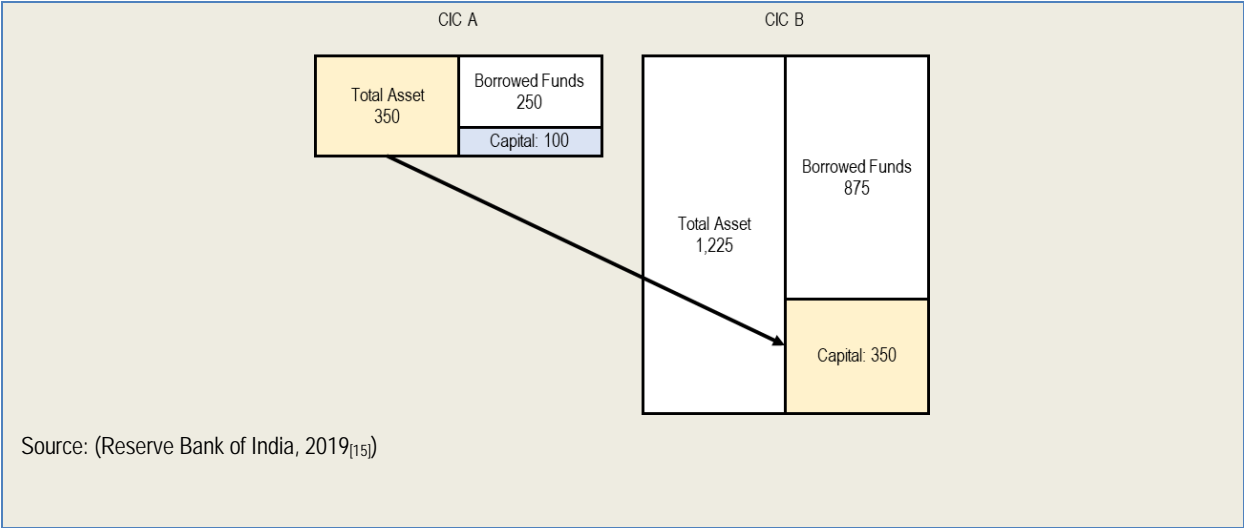 CIC A
CIC B
Total Asset
350
Borrowed Funds
250
Capital: 100
Total Asset
1,225
Borrowed Funds
875
Capital: 350
Source: (Reserve Bank of India, 2019[15])